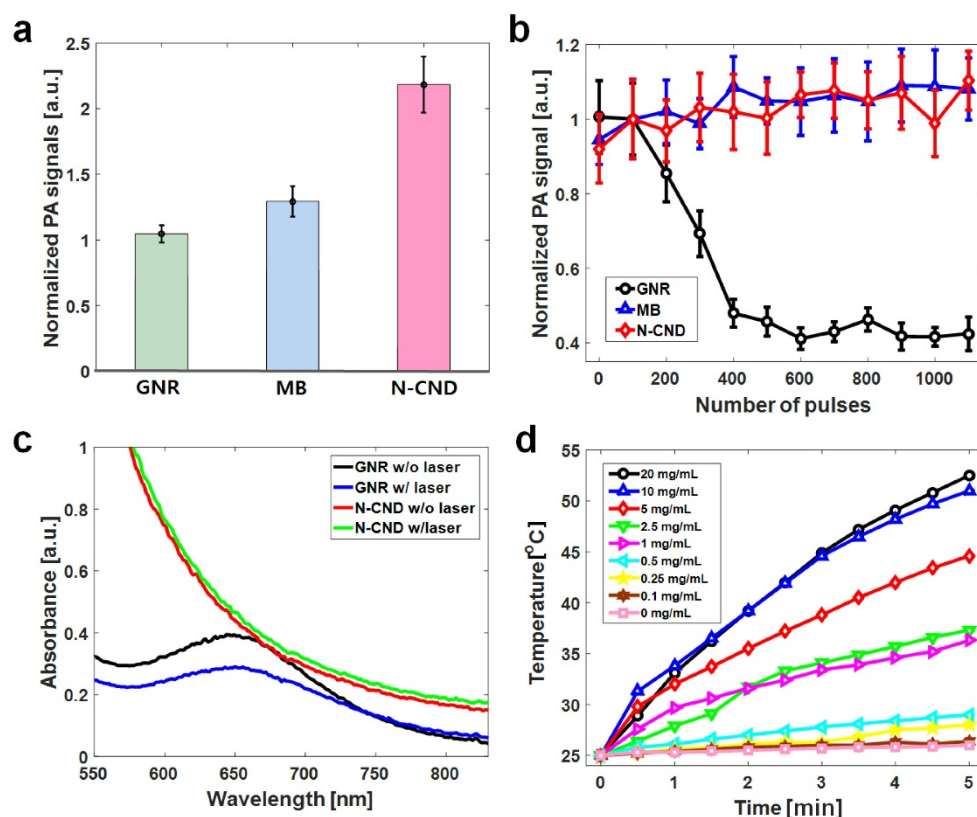 a
Normalized PA signals [a.u.]
2.5
2
1.5
1
0.5
0
GNR MB N-CND
b
Normalized PA signal [a.u.]
1.2
1
0.8
0.6
0.4
GNR
MB
N-CND
0 200 400 600 800 1000
Number of pulses
c
Absorbance [a.u.]
1
0.8
0.6
0.4
0.2
0
GNR w/o laser
GNR w/ laser
N-CND w/o laser
N-CND w/laser
550 600 650 700 750 800
Wavelength [nm]
d
Temperature[°C]
55
50
45
40
35
30
25
20 mg/mL
10 mg/mL
5 mg/mL
2.5 mg/mL
1 mg/mL
0.5 mg/mL
0.25 mg/mL
0.1 mg/mL
0 mg/mL
0 1 2 3 4 5
Time [min]